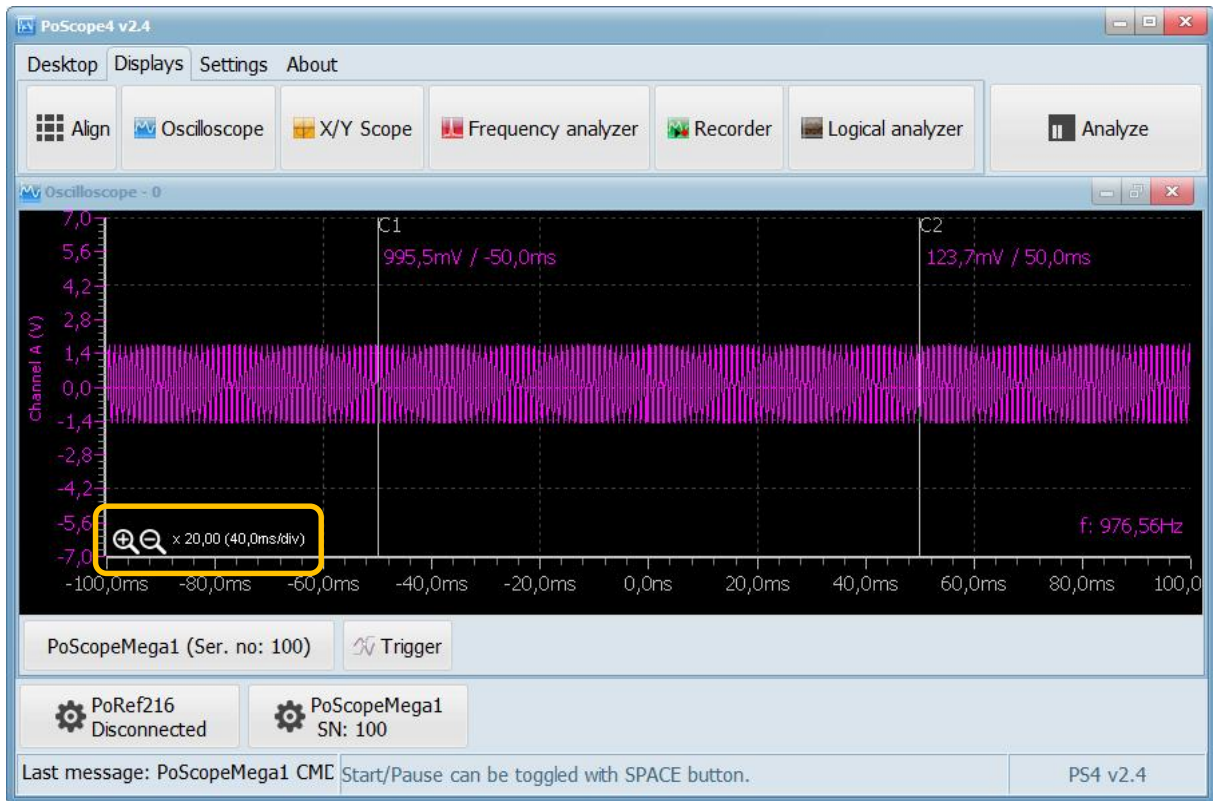 PoScope4 v2.4
Desktop Displays Settings About
Align Oscilloscope X/Y Scope Frequency analyzer Recorder Logical analyzer Analyze
Oscilloscope - 0
Channel A (V)
7,0
5,6
4,2
2,8
1,4
0,0
-1,4
-2,8
-4,2
-5,6
-7,0
C1
995,5mV / -50,0ms
C2
123,7mV / 50,0ms
f: 976,56Hz
x 20,00 (40,0ms/div)
-100,0ms -80,0ms -60,0ms -40,0ms -20,0ms 0,0ms 20,0ms 40,0ms 60,0ms 80,0ms 100,0
PoScopeMega1 (Ser. no: 100) Trigger
PoRef216
Disconnected
PoScopeMega1
SN: 100
Last message: PoScopeMega1 CMD Start/Pause can be toggled with SPACE button. PS4 v2.4